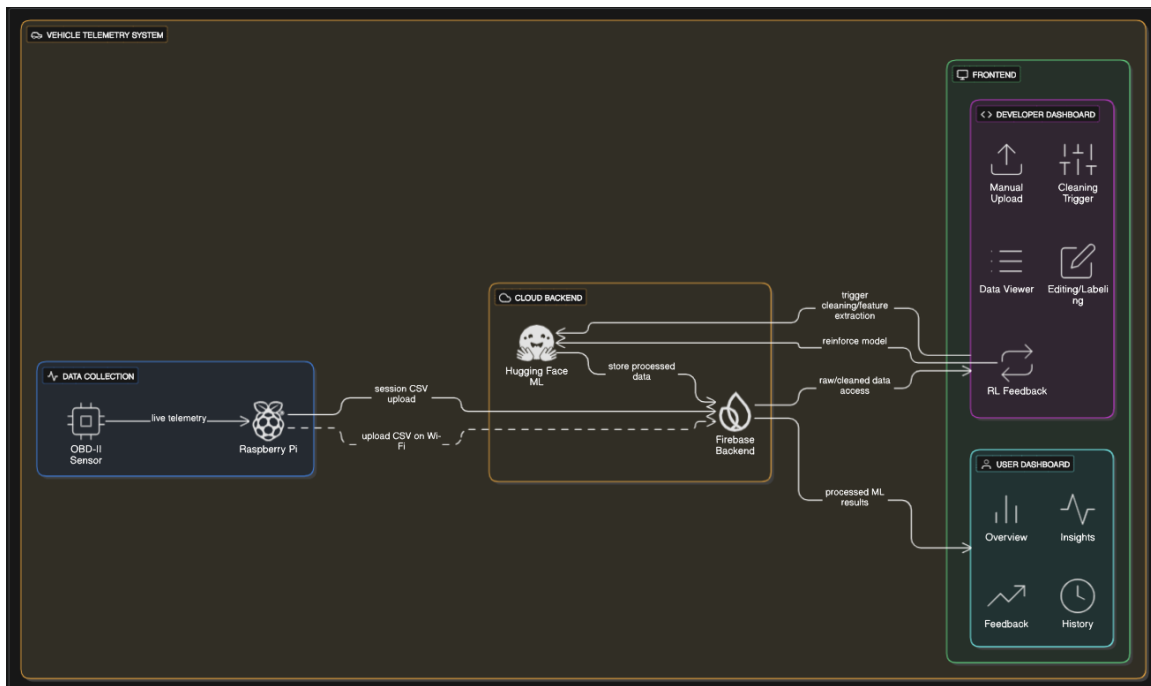 VEHICLE TELEMETRY SYSTEM
FRONTEND
DEVELOPER DASHBOARD
Manual
Upload
Cleaning
Trigger
Data Viewer
Editing/Labeli
ng
RL Feedback
CLOUD BACKEND
trigger
cleaning/feature
extraction
reinforce model
Hugging Face
ML
store processed
data
raw/cleaned data
access
Firebase
Backend
DATA COLLECTION
live telemetry
OBD-II
Sensor
Raspberry Pi
session CSV
upload
upload CSV on Wi-
Fi
processed ML
results
USER DASHBOARD
Overview
Insights
Feedback
History